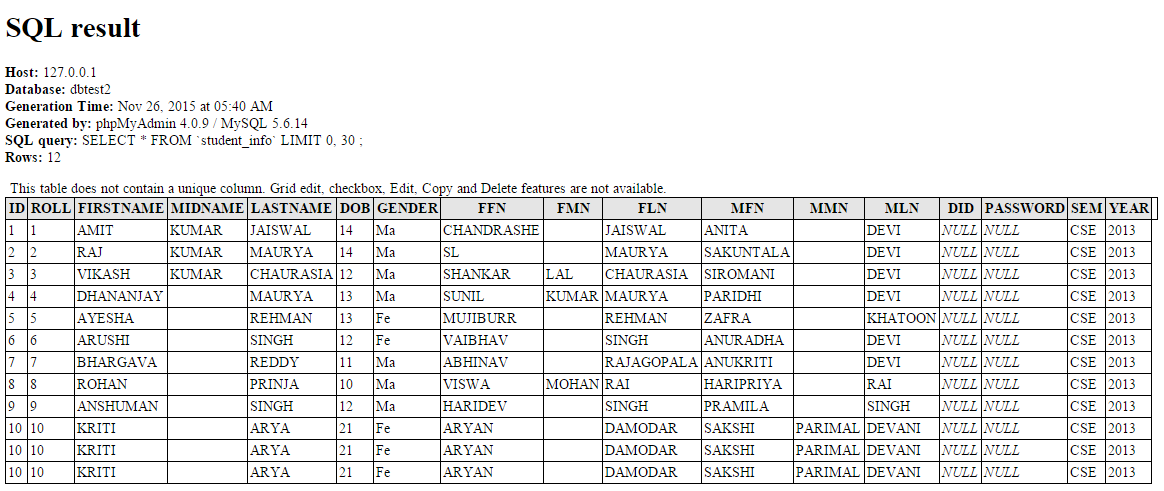 SQL result
Host: 127.0.0.1
Database: dbtest2
Generation Time: Nov 26, 2015 at 05:40 AM
Generated by: phpMyAdmin 4.0.9 / MySQL 5.6.14
SQL query: SELECT * FROM `student_info` LIMIT 0, 30 ;
Rows: 12
This table does not contain a unique column. Grid edit, checkbox, Edit, Copy and Delete features are not available.
ID ROLL FIRSTNAME MIDNAME LASTNAME DOB GENDER FFN FMN FLN MFN MMN MLN DID PASSWORD SEM YEAR
1 1 AMIT KUMAR JAISWAL 14 Ma CHANDRASHE JAISWAL ANITA DEVI NULL NULL CSE 2013
2 2 RAJ KUMAR MAURYA 14 Ma SL MAURYA SAKUNTALA DEVI NULL NULL CSE 2013
3 3 VIKASH KUMAR CHAURASIA 12 Ma SHANKAR LAL CHAURASIA SIROMANI DEVI NULL NULL CSE 2013
4 4 DHANANJAY MAURYA 13 Ma SUNIL KUMAR MAURYA PARIDHI DEVI NULL NULL CSE 2013
5 5 AYESHA REHMAN 13 Fe MUJIBURR REHMAN ZAFRA KHATOON NULL NULL CSE 2013
6 6 ARUSHI SINGH 12 Fe VAIBHAV SINGH ANURADHA DEVI NULL NULL CSE 2013
7 7 BHARGAVA REDDY 11 Ma ABHINAV RAJAGOPALA ANUKRITI DEVI NULL NULL CSE 2013
8 8 ROHAN PRINJA 10 Ma VISWA MOHAN RAI HARIPRIYA RAI NULL NULL CSE 2013
9 9 ANSHUMAN SINGH 12 Ma HARIDEV SINGH PRAMILA SINGH NULL NULL CSE 2013
10 10 KRITI ARYA 21 Fe ARYAN DAMODAR SAKSHI PARIMAL DEVANI NULL NULL CSE 2013
10 10 KRITI ARYA 21 Fe ARYAN DAMODAR SAKSHI PARIMAL DEVANI NULL NULL CSE 2013
10 10 KRITI ARYA 21 Fe ARYAN DAMODAR SAKSHI PARIMAL DEVANI NULL NULL CSE 2013